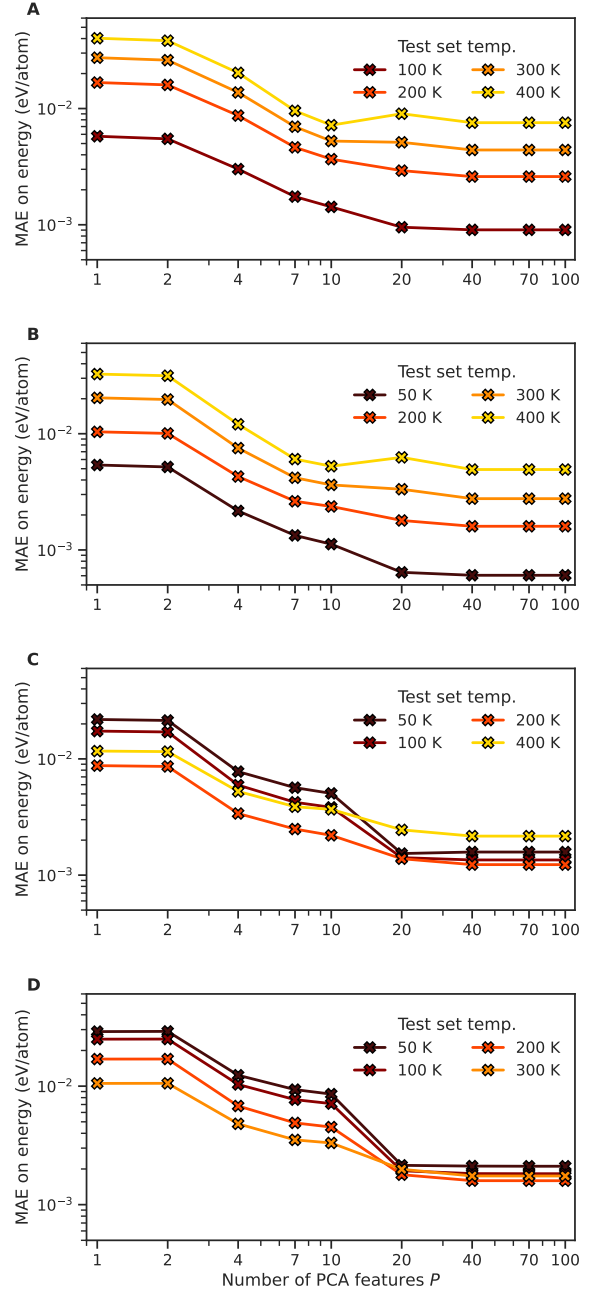 A
MAE on energy (eV/atom)
10⁻²
10⁻³
Test set temp.
100 K 300 K
200 K 400 K
1 2 4 7 10 20 40 70 100
B
MAE on energy (eV/atom)
10⁻²
10⁻³
Test set temp.
50 K 300 K
200 K 400 K
1 2 4 7 10 20 40 70 100
C
MAE on energy (eV/atom)
10⁻²
10⁻³
Test set temp.
50 K 200 K
100 K 400 K
1 2 4 7 10 20 40 70 100
D
MAE on energy (eV/atom)
10⁻²
10⁻³
Test set temp.
50 K 200 K
100 K 300 K
1 2 4 7 10 20 40 70 100
Number of PCA features P